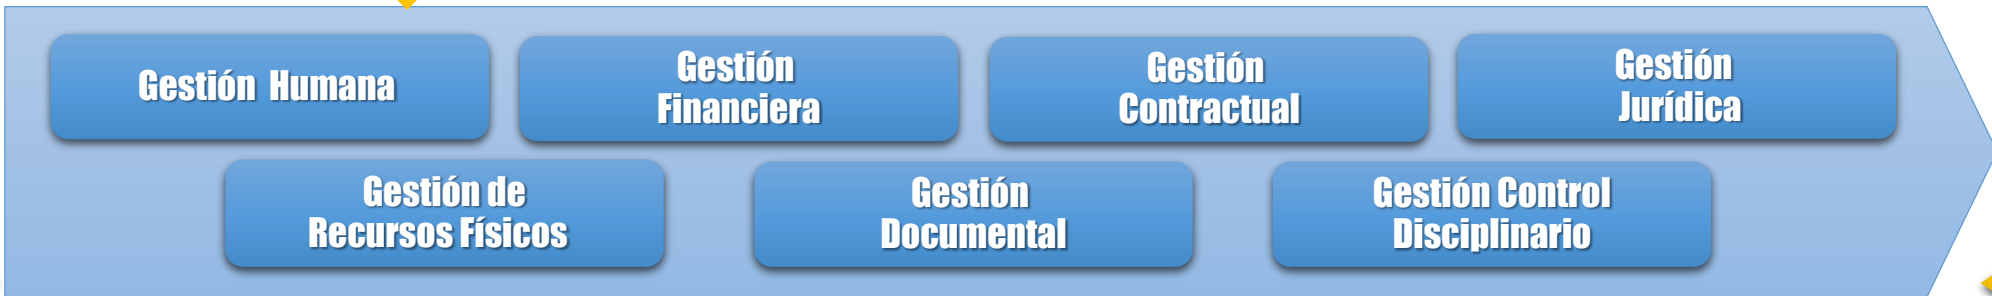 Gestión Humana
Gestión
Financiera
Gestión
Contractual
Gestión
Jurídica
Gestión de
Recursos Físicos
Gestión
Documental
Gestión Control
Disciplinario